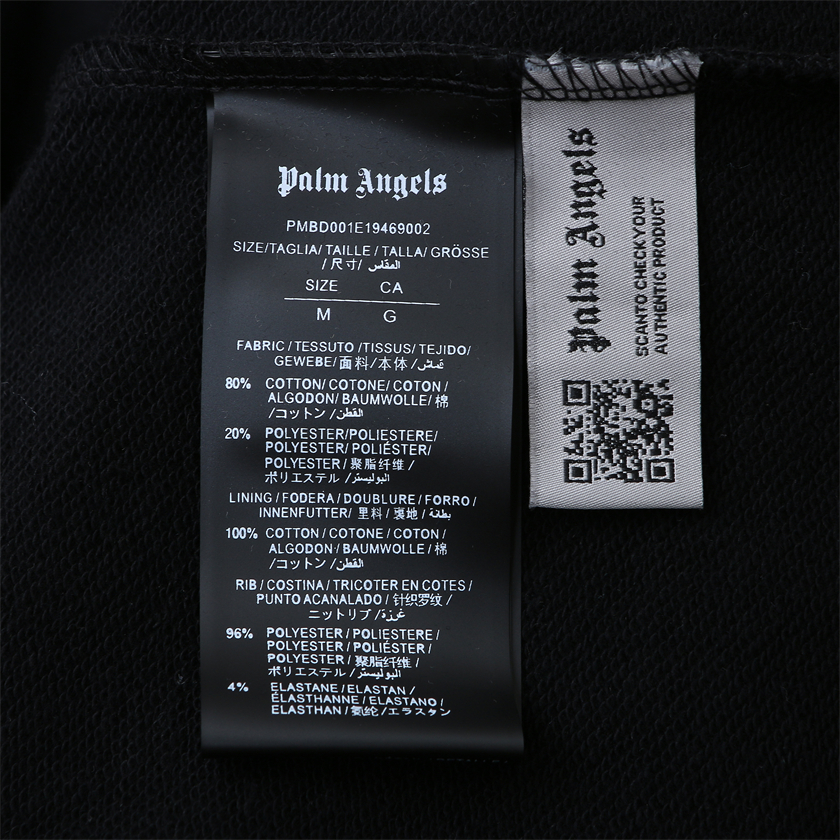 Palm Angels
PMBD001E19469002
SIZE/TAGLIA/ TAILLE / TALLA/ GRÖSSE
/ 尺寸/ المقاس
SIZE CA
M G
FABRIC / TESSUTO / TISSUS/ TEJIDO/
GEWEBE/ 面料 / 本体 / قماش
80% COTTON/ COTONE/ COTON /
ALGODON/ BAUMWOLLE/ 棉
/コットン / القطن
20% POLYESTER/POLIESTERE/
POLYESTER/ POLIÉSTER/
POLYESTER / 聚脂纤维 /
ポリエステル / البوليستر
LINING / FODERA / DOUBLURE / FORRO /
INNENFUTTER/ 里料 / 裏地 / بطانة
100% COTTON / COTONE / COTON /
ALGODON / BAUMWOLLE / 棉
/コットン / القطن
RIB / COSTINA / TRICOTER EN COTES /
PUNTO ACANALADO / 针织罗纹 /
ニットリブ / غرزة
96% POLYESTER / POLIESTERE /
POLYESTER / POLIÉSTER /
POLYESTER / 聚脂纤维 /
ポリエステル / البوليستر
4% ELASTANE / ELASTAN /
ÉLASTHANNE / ELASTANO /
ELASTHAN / 氨纶 / エラスタン
Palm Angels
SCAN TO CHECK YOUR
AUTHENTIC PRODUCT